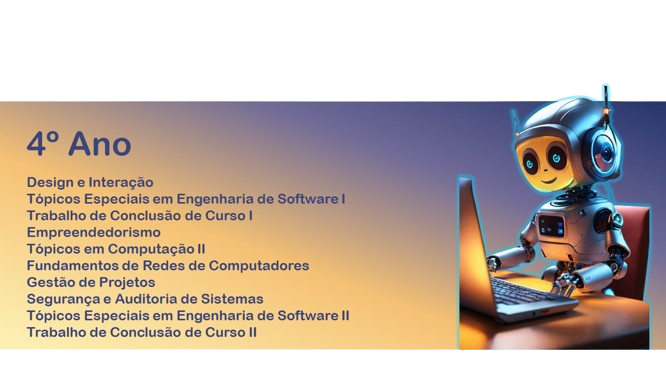 4º Ano
Design e Interação
Tópicos Especiais em Engenharia de Software I
Trabalho de Conclusão de Curso I
Empreendedorismo
Tópicos em Computação II
Fundamentos de Redes de Computadores
Gestão de Projetos
Segurança e Auditoria de Sistemas
Tópicos Especiais em Engenharia de Software II
Trabalho de Conclusão de Curso II